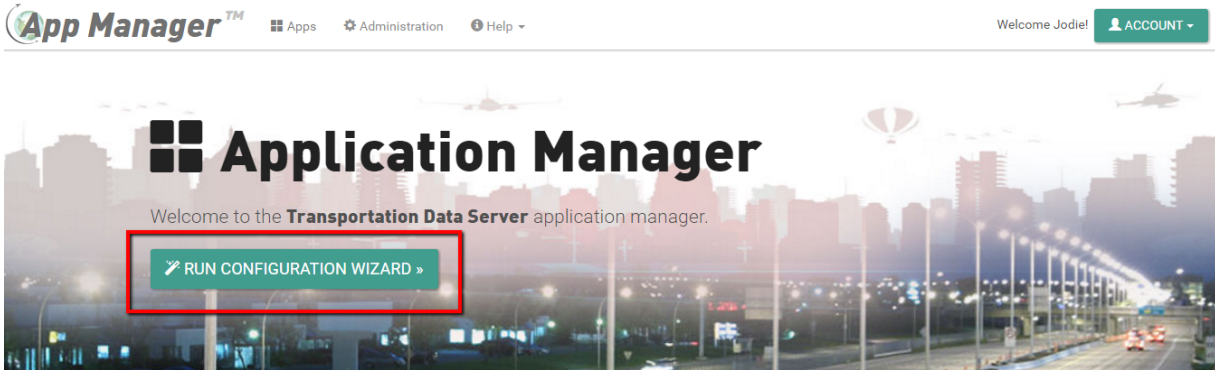 App Manager™ Apps Administration Help Welcome Jodie! ACCOUNT
Application Manager
Welcome to the Transportation Data Server application manager.
RUN CONFIGURATION WIZARD »